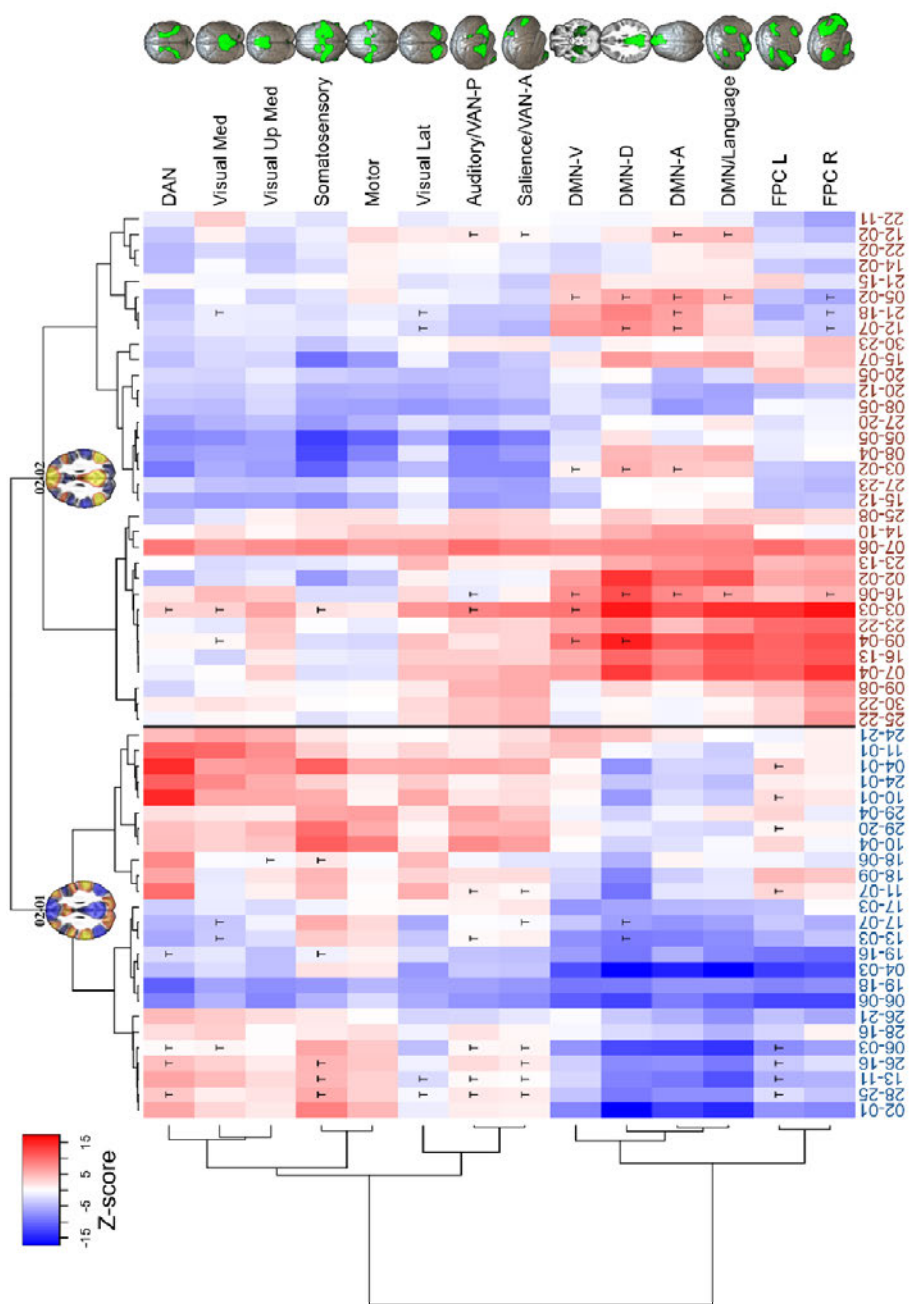 DAN
Visual Med
Visual Up Med
Somatosensory
Motor
Visual Lat
Auditory/VAN-P
Salience/VAN-A
DMN-V
DMN-D
DMN-A
DMN/Language
FPC L
FPC R
02-02
02-01
22-11
12-02
22-02
14-02
21-15
05-02
21-18
12-07
30-23
15-07
20-05
20-12
08-05
27-20
05-05
08-04
03-02
27-23
15-12
25-08
14-10
07-06
23-13
02-02
16-06
03-03
23-22
09-04
16-13
07-04
09-08
30-22
25-22
24-21
11-01
04-01
24-01
10-01
29-04
29-20
10-04
18-06
18-09
11-07
17-03
17-07
13-03
19-16
04-03
19-18
06-06
26-21
28-16
06-03
26-16
13-11
28-25
02-01
T T T T
T T T T T
T T T
T T T
T T T
T T T T T
T T T T T
T T T
T
T
T
T T
T T T
T T T
T T
T T
T T T T T
T T T T
T T T T T
T T T T T T
-15 -5 5 15
Z-score